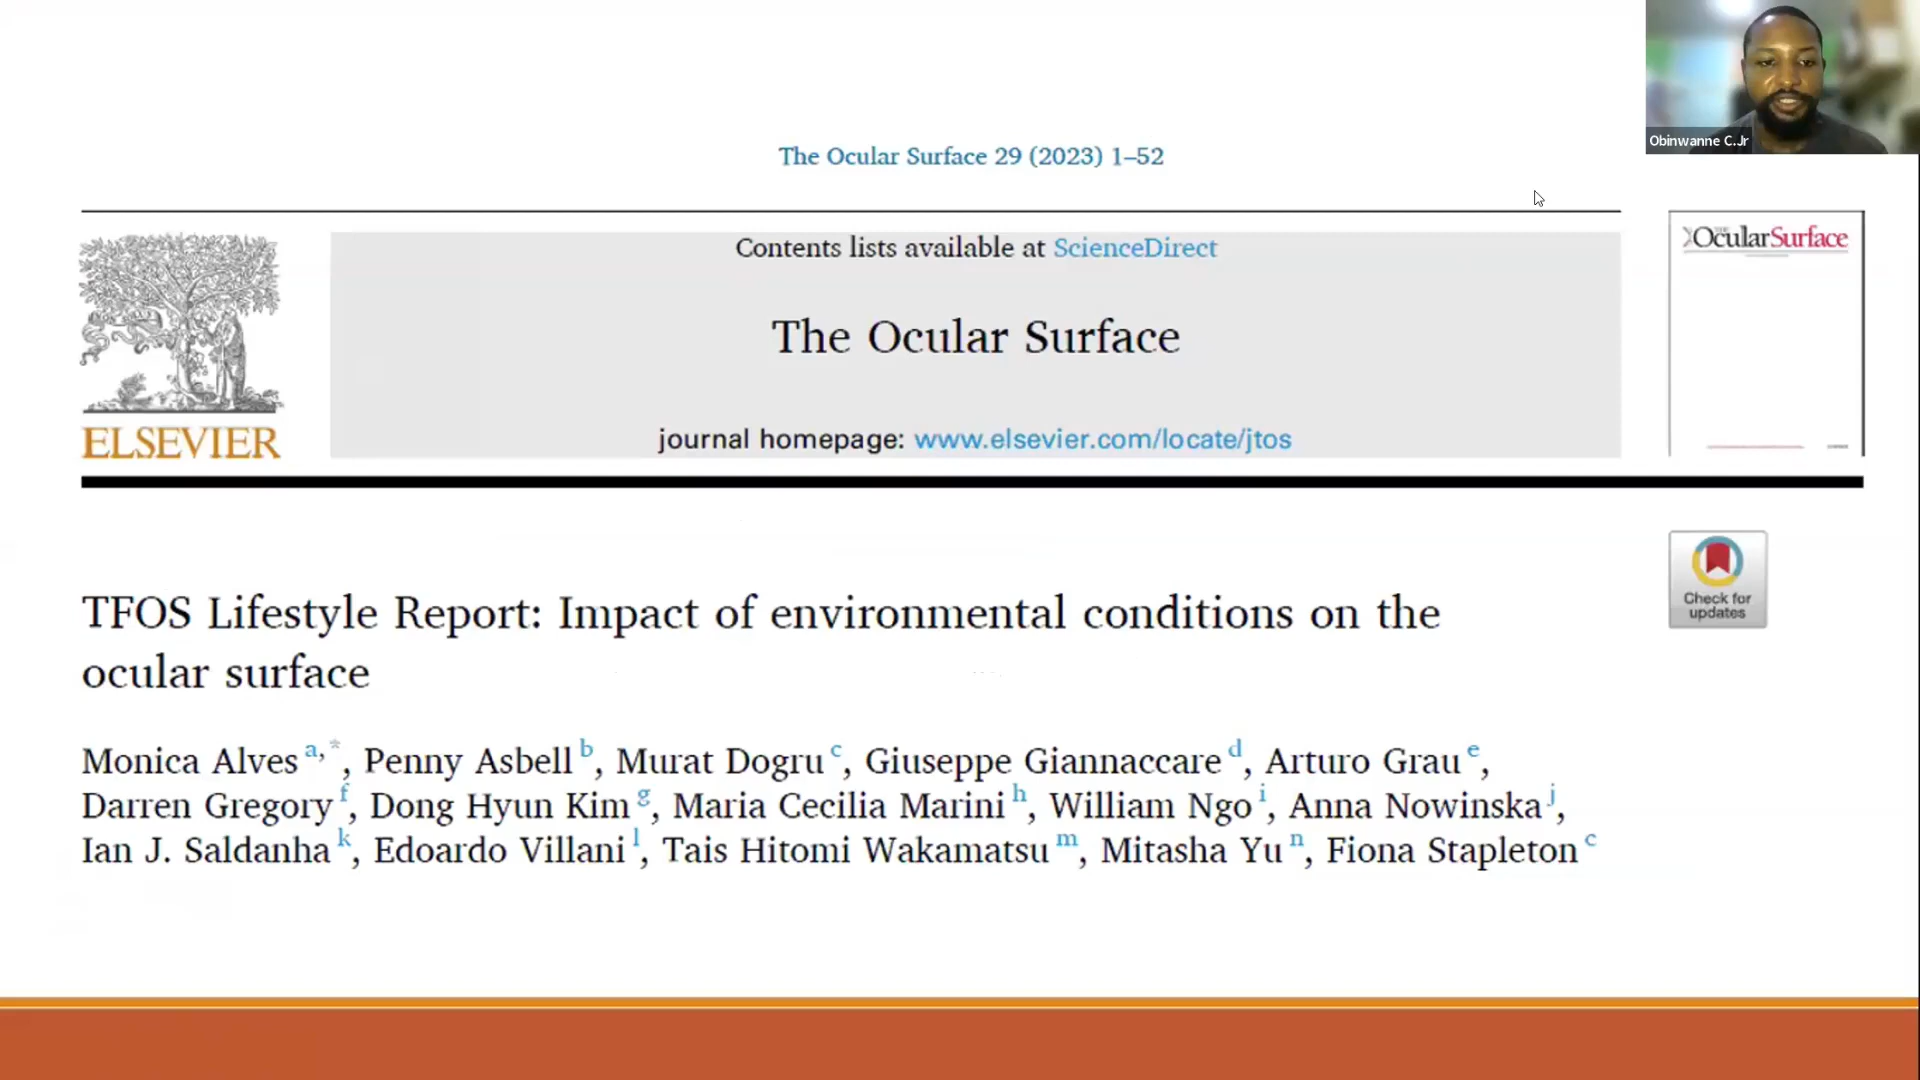 Obinwanne C.Jr
The Ocular Surface 29 (2023) 1–52
Contents lists available at ScienceDirect
OcularSurface
The Ocular Surface
journal homepage: www.elsevier.com/locate/jtos
ELSEVIER
Check for
updates
TFOS Lifestyle Report: Impact of environmental conditions on the
ocular surface
Monica Alves a,*, Penny Asbell b, Murat Dogru c, Giuseppe Giannaccare d, Arturo Grau e,
Darren Gregory f, Dong Hyun Kim g, Maria Cecilia Marini h, William Ngo i, Anna Nowinska j,
Ian J. Saldanha k, Edoardo Villani l, Tais Hitomi Wakamatsu m, Mitasha Yu n, Fiona Stapleton c